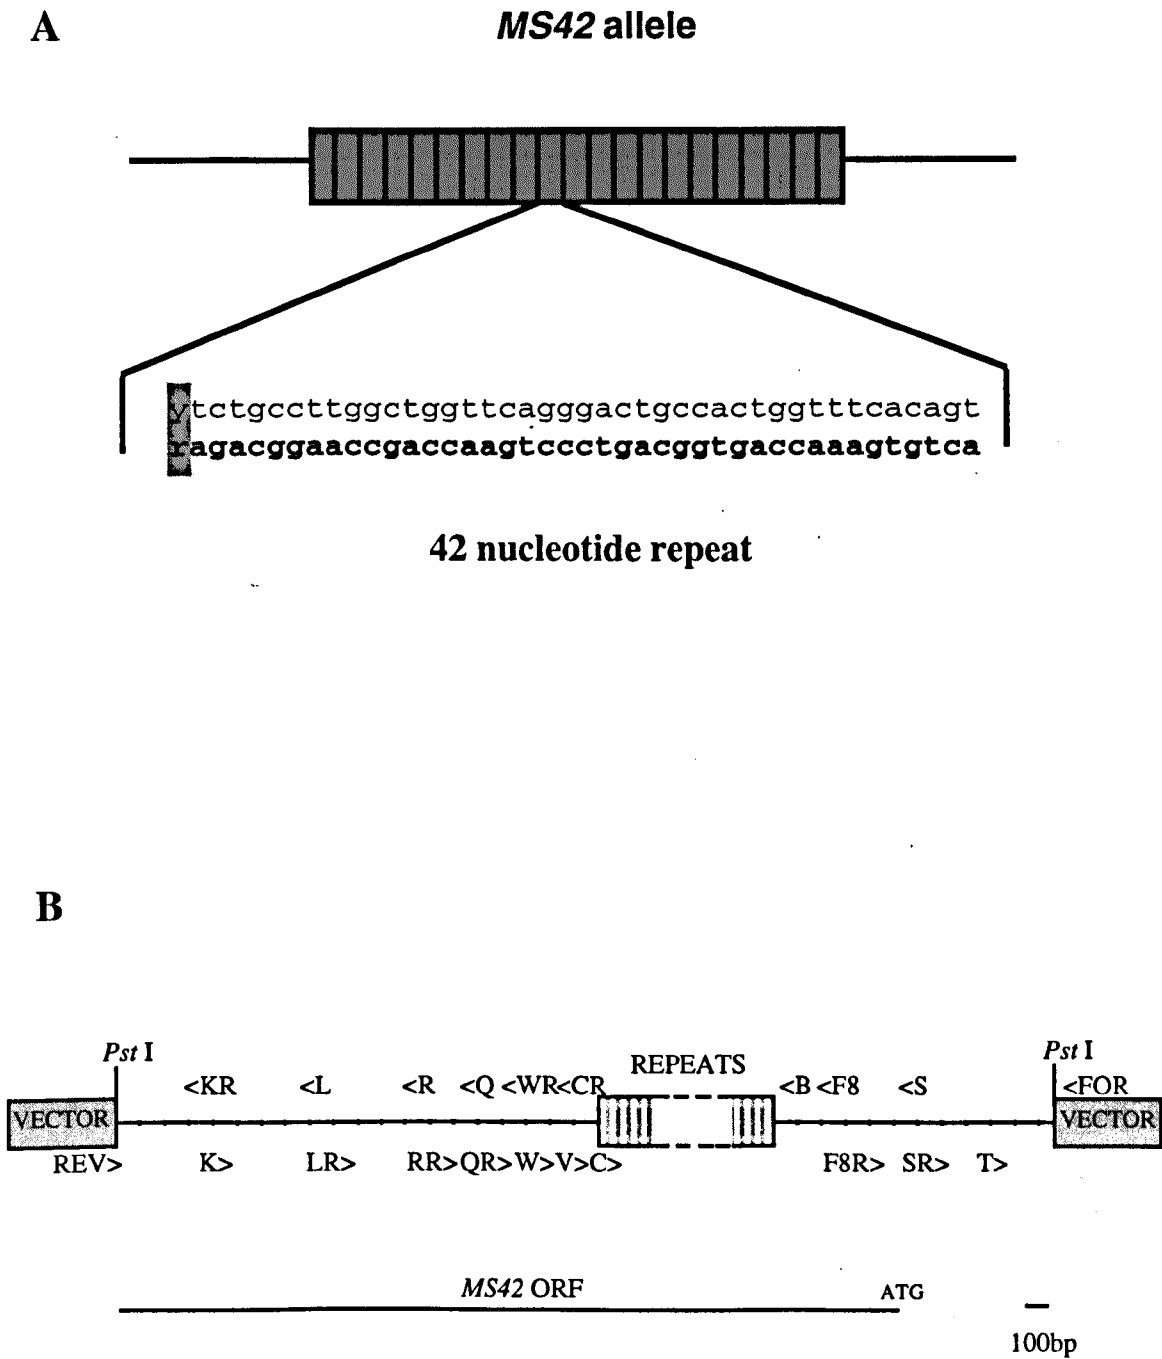 A
MS42 allele
ytctgccttggctggttcagggactgccactggtttcacagt
ragacggaaccgaccaagtccctgacggtgaccaaagtgtca
42 nucleotide repeat
B
Pst I
REPEATS
Pst I
<KR <L <R <Q <WR<CR <B <F8 <S <FOR
VECTOR VECTOR
REV> K> LR> RR>QR>W>V>C> F8R> SR> T>
MS42 ORF ATG
100bp